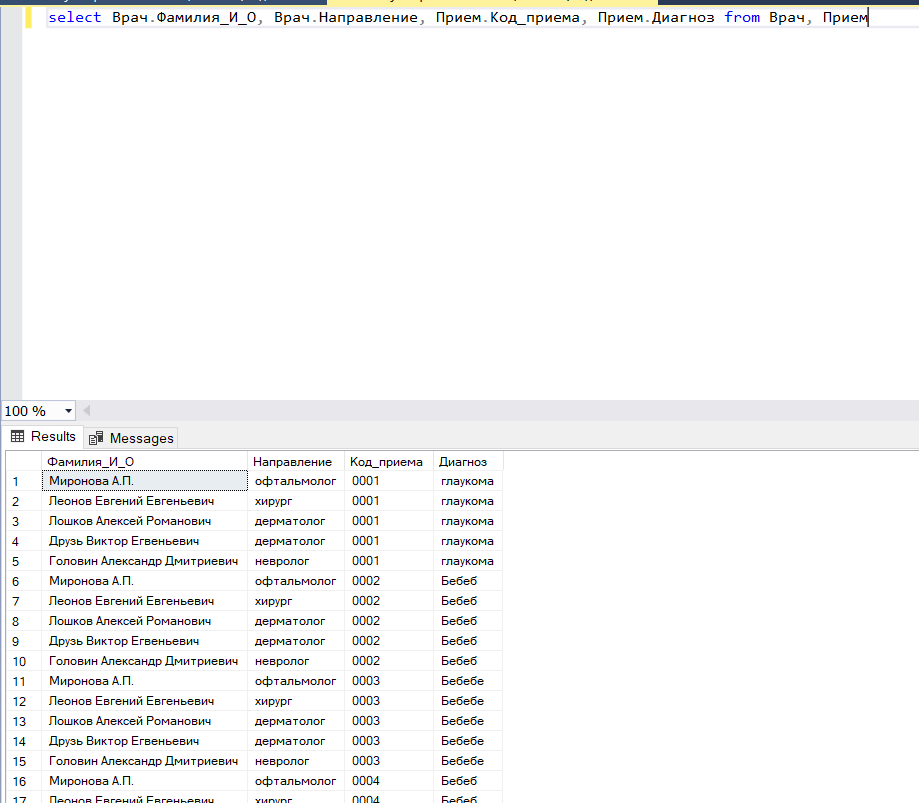 select Врач.Фамилия_И_О, Врач.Направление, Прием.Код_приема, Прием.Диагноз from Врач, Прием
100 %
Results Messages
Фамилия_И_О Направление Код_приема Диагноз
1 Миронова А.П. офтальмолог 0001 глаукома
2 Леонов Евгений Евгеньевич хирург 0001 глаукома
3 Лошков Алексей Романович дерматолог 0001 глаукома
4 Друзь Виктор Егвеньевич дерматолог 0001 глаукома
5 Головин Александр Дмитриевич невролог 0001 глаукома
6 Миронова А.П. офтальмолог 0002 Бебеб
7 Леонов Евгений Евгеньевич хирург 0002 Бебеб
8 Лошков Алексей Романович дерматолог 0002 Бебеб
9 Друзь Виктор Егвеньевич дерматолог 0002 Бебеб
10 Головин Александр Дмитриевич невролог 0002 Бебеб
11 Миронова А.П. офтальмолог 0003 Бебебе
12 Леонов Евгений Евгеньевич хирург 0003 Бебебе
13 Лошков Алексей Романович дерматолог 0003 Бебебе
14 Друзь Виктор Егвеньевич дерматолог 0003 Бебебе
15 Головин Александр Дмитриевич невролог 0003 Бебебе
16 Миронова А.П. офтальмолог 0004 Бебеб
17 Леонов Евгений Евгеньевич хирург 0004 Бебеб